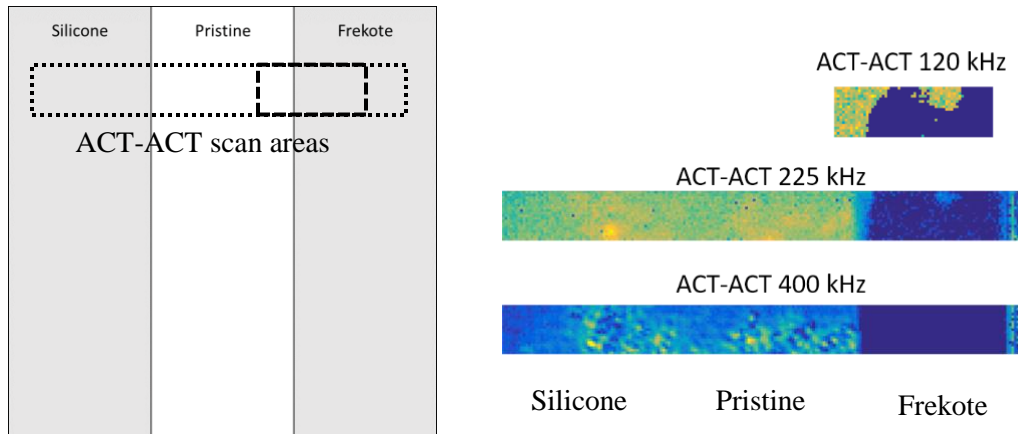 Silicone Pristine Frekote
ACT-ACT scan areas
ACT-ACT 120 kHz
ACT-ACT 225 kHz
ACT-ACT 400 kHz
Silicone Pristine Frekote